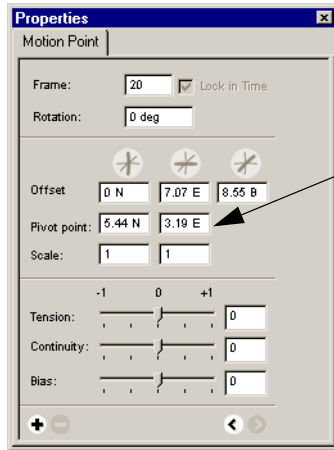 Properties
Motion Point
Frame: 20 Lock in Time
Rotation: 0 deg
Offset 0 N 7.07 E 8.55 B
Pivot point: 5.44 N 3.19 E
Scale: 1 1
-1 0 +1
Tension: 0
Continuity: 0
Bias: 0